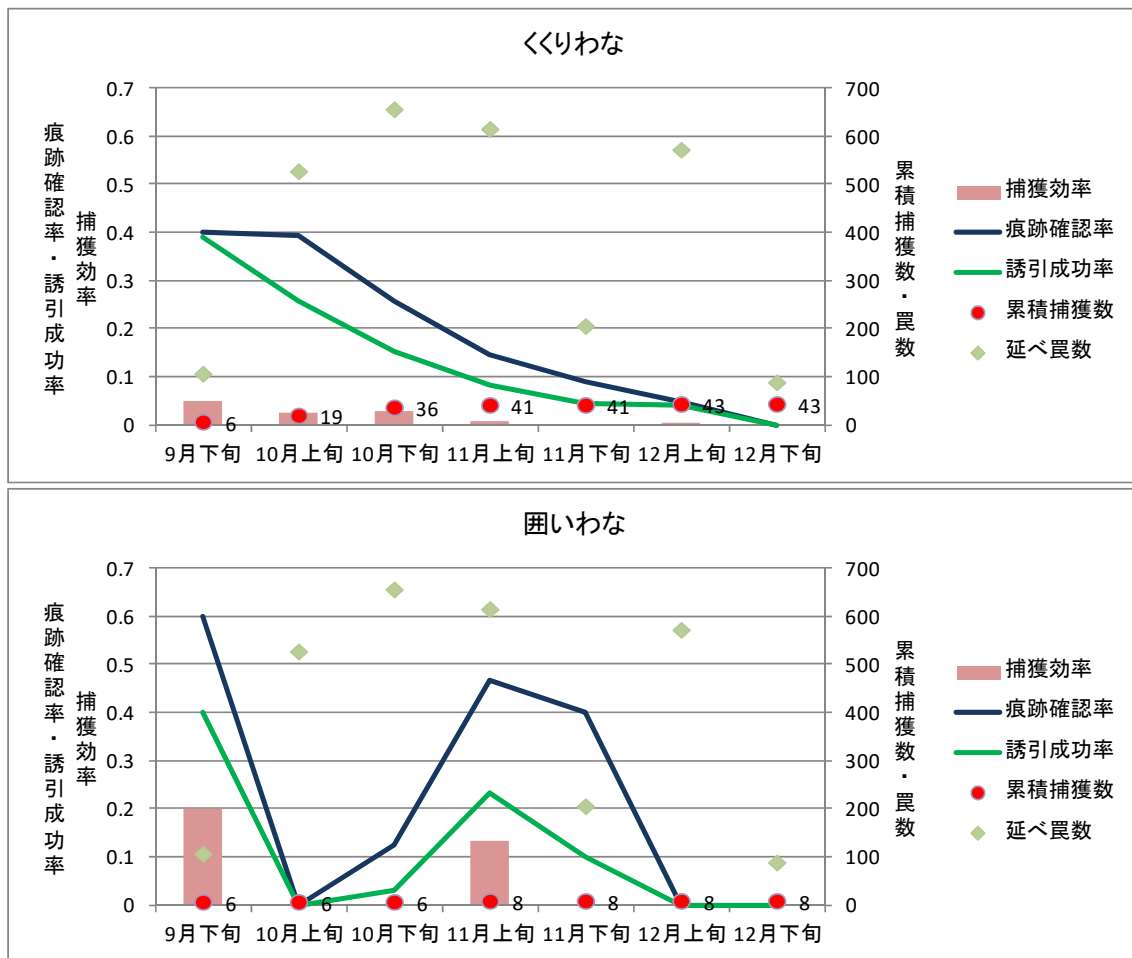 くくりわな
痕跡確認率・誘引成功率
捕獲効率
0.7
0.6
0.5
0.4
0.3
0.2
0.1
0
6
19
36
41
41
43
43
9月下旬 10月上旬 10月下旬 11月上旬 11月下旬 12月上旬 12月下旬
700
600
500
400
300
200
100
0
累積捕獲数・罠数
捕獲効率
痕跡確認率
誘引成功率
累積捕獲数
延べ罠数
囲いわな
痕跡確認率・誘引成功率
捕獲効率
0.7
0.6
0.5
0.4
0.3
0.2
0.1
0
6
6
6
8
8
8
8
9月下旬 10月上旬 10月下旬 11月上旬 11月下旬 12月上旬 12月下旬
700
600
500
400
300
200
100
0
累積捕獲数・罠数
捕獲効率
痕跡確認率
誘引成功率
累積捕獲数
延べ罠数